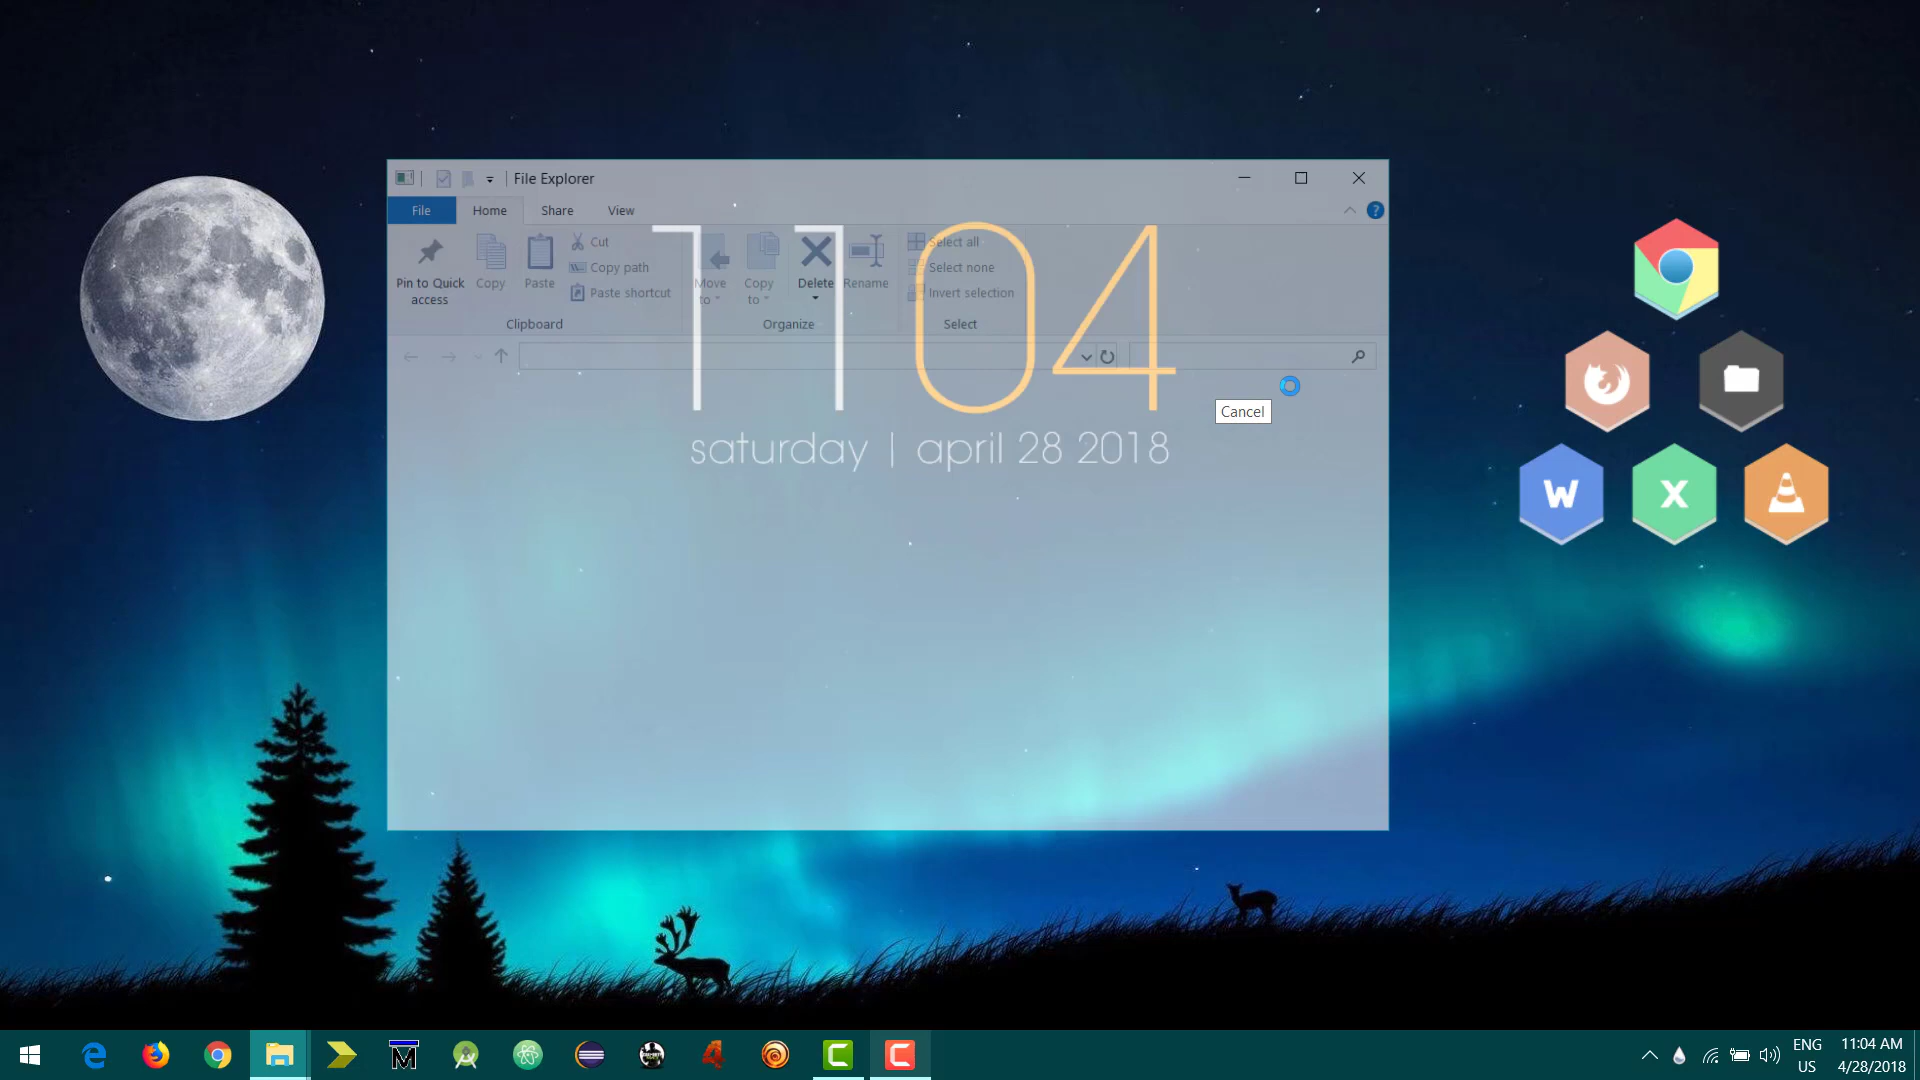 File Explorer
File Home Share View
Pin to Quick access
Copy
Paste
Cut
Copy path
Paste shortcut
Clipboard
Move to
Copy to
Delete
Rename
Organize
Select all
Select none
Invert selection
Select
1104
saturday | april 28 2018
Cancel
W X
ENG
US
11:04 AM
4/28/2018